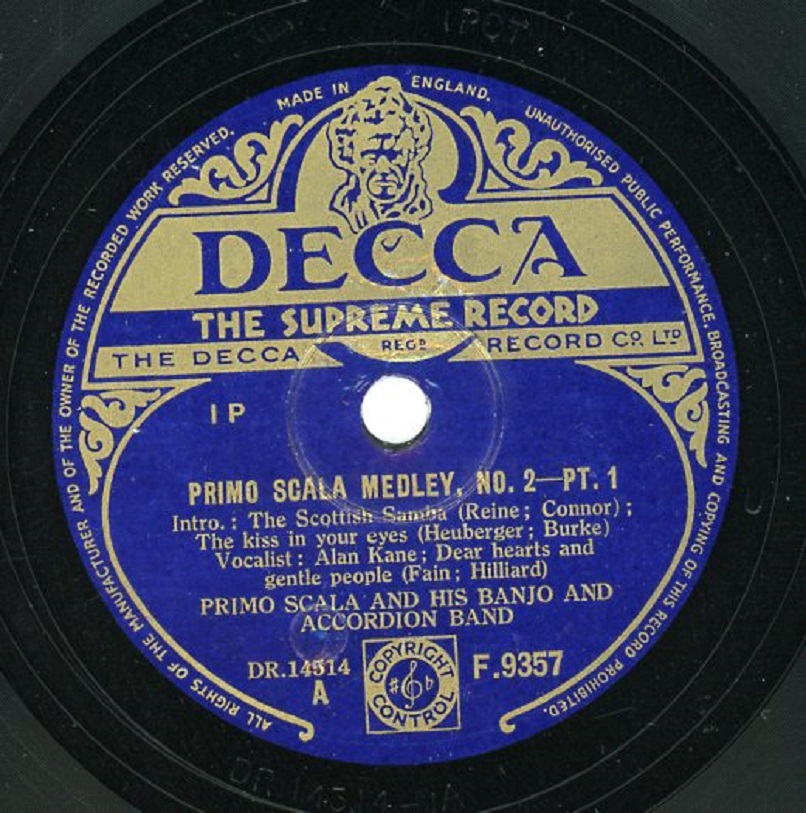 MADE IN ENGLAND.
ALL RIGHTS OF THE MANUFACTURER AND OF THE OWNER OF THE RECORDED WORK RESERVED.
UNAUTHORISED PUBLIC PERFORMANCE, BROADCASTING AND COPYING OF THIS RECORD PROHIBITED.
DECCA
THE SUPREME RECORD
THE DECCA REGD RECORD CO. LTD
1 P
PRIMO SCALA MEDLEY, NO. 2—PT. 1
Intro.: The Scottish Samba (Reine; Connor);
The kiss in your eyes (Heuberger; Burke)
Vocalist: Alan Kane; Dear hearts and
gentle people (Fain; Hilliard)
PRIMO SCALA AND HIS BANJO AND
ACCORDION BAND
DR.14514
A
COPYRIGHT
CONTROL
F.9357
DR 14514-1A